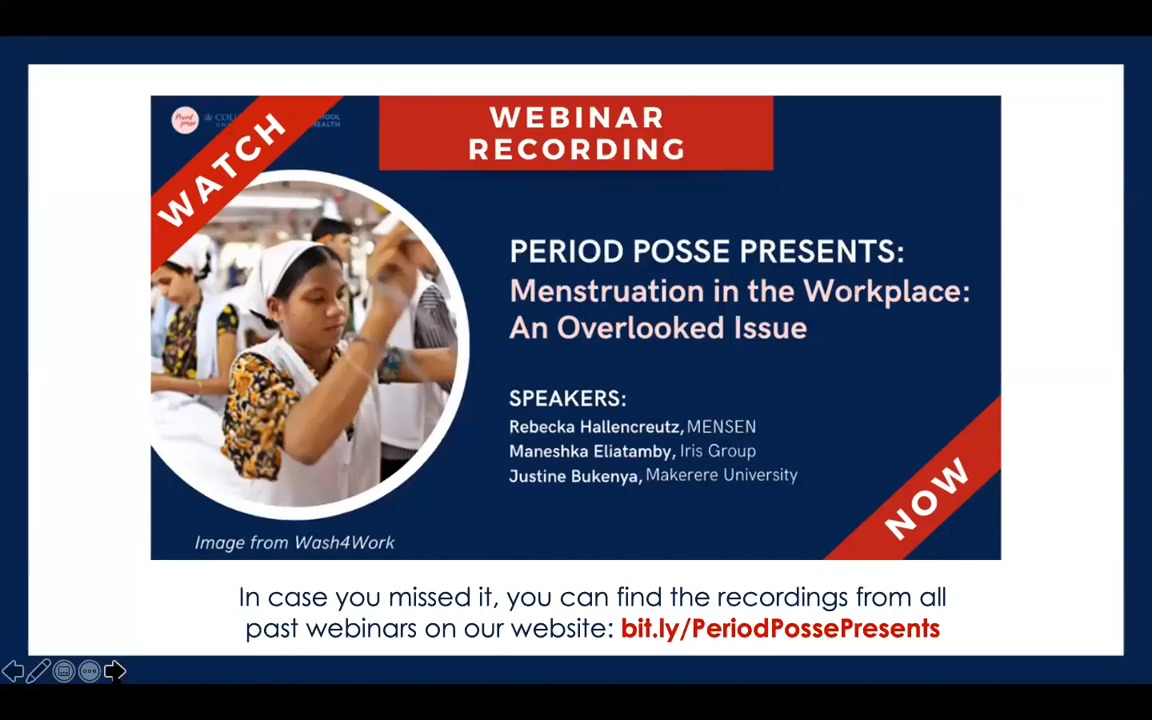 WATCH
Period posse
WEBINAR
RECORDING
PERIOD POSSE PRESENTS:
Menstruation in the Workplace:
An Overlooked Issue
SPEAKERS:
Rebecka Hallencreutz, MENSEN
Maneshka Eliatamby, Iris Group
Justine Bukenya, Makerere University
NOW
Image from Wash4Work
In case you missed it, you can find the recordings from all
past webinars on our website: bit.ly/PeriodPossePresents